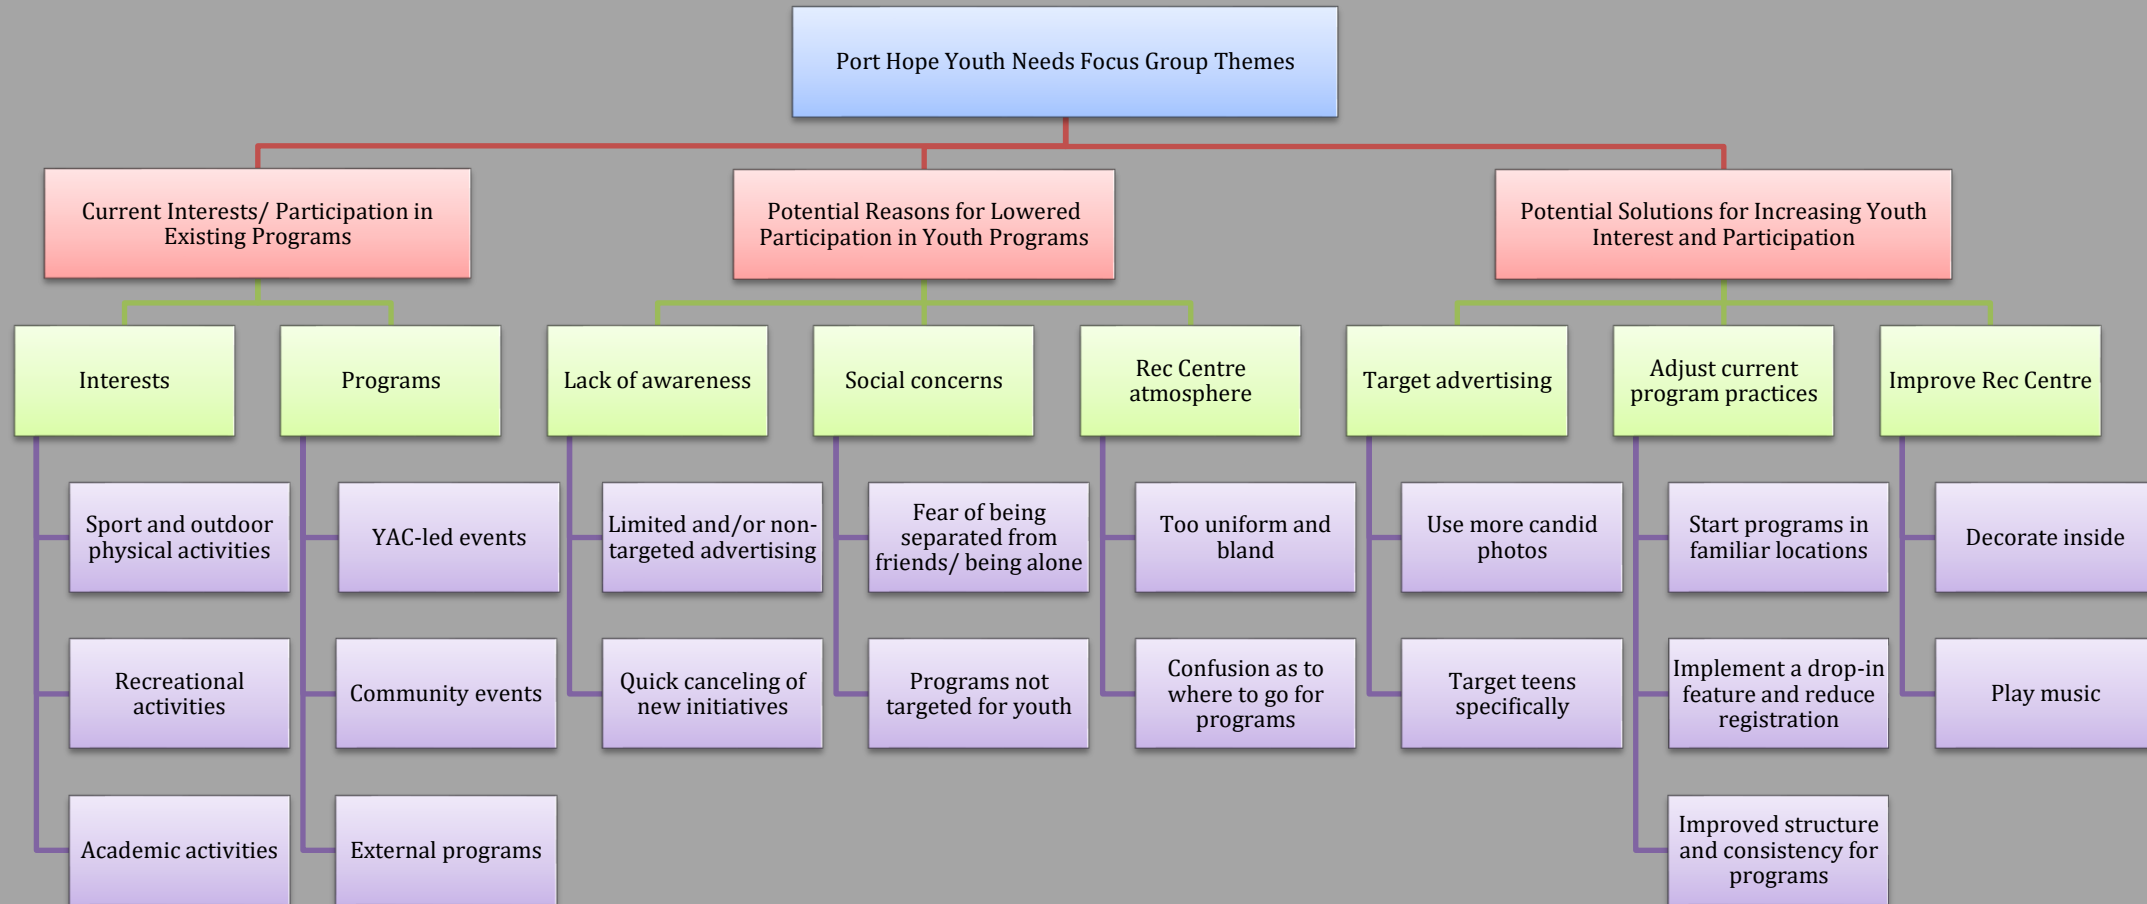 Port Hope Youth Needs Focus Group Themes
Current Interests/ Participation in
Existing Programs
Potential Reasons for Lowered
Participation in Youth Programs
Potential Solutions for Increasing Youth
Interest and Participation
Interests
Programs
Lack of awareness
Social concerns
Rec Centre
atmosphere
Target advertising
Adjust current
program practices
Improve Rec Centre
Sport and outdoor
physical activities
YAC-led events
Limited and/or non-
targeted advertising
Fear of being
separated from
friends/ being alone
Too uniform and
bland
Use more candid
photos
Start programs in
familiar locations
Decorate inside
Recreational
activities
Community events
Quick canceling of
new initiatives
Programs not
targeted for youth
Confusion as to
where to go for
programs
Target teens
specifically
Implement a drop-in
feature and reduce
registration
Play music
Academic activities
External programs
Improved structure
and consistency for
programs